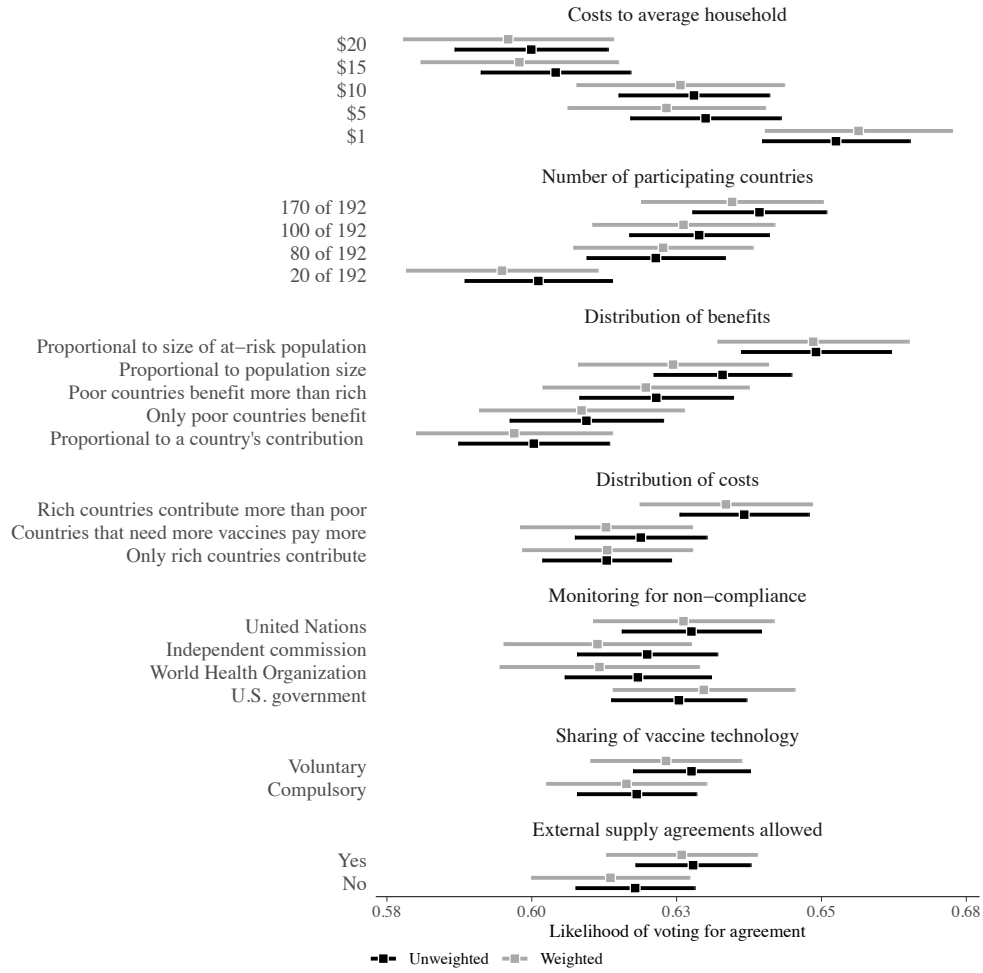 Costs to average household
$20
$15
$10
$5
$1
Number of participating countries
170 of 192
100 of 192
80 of 192
20 of 192
Distribution of benefits
Proportional to size of at−risk population
Proportional to population size
Poor countries benefit more than rich
Only poor countries benefit
Proportional to a country's contribution
Distribution of costs
Rich countries contribute more than poor
Countries that need more vaccines pay more
Only rich countries contribute
Monitoring for non−compliance
United Nations
Independent commission
World Health Organization
U.S. government
Sharing of vaccine technology
Voluntary
Compulsory
External supply agreements allowed
Yes
No
0.58 0.60 0.63 0.65 0.68
Likelihood of voting for agreement
Unweighted Weighted